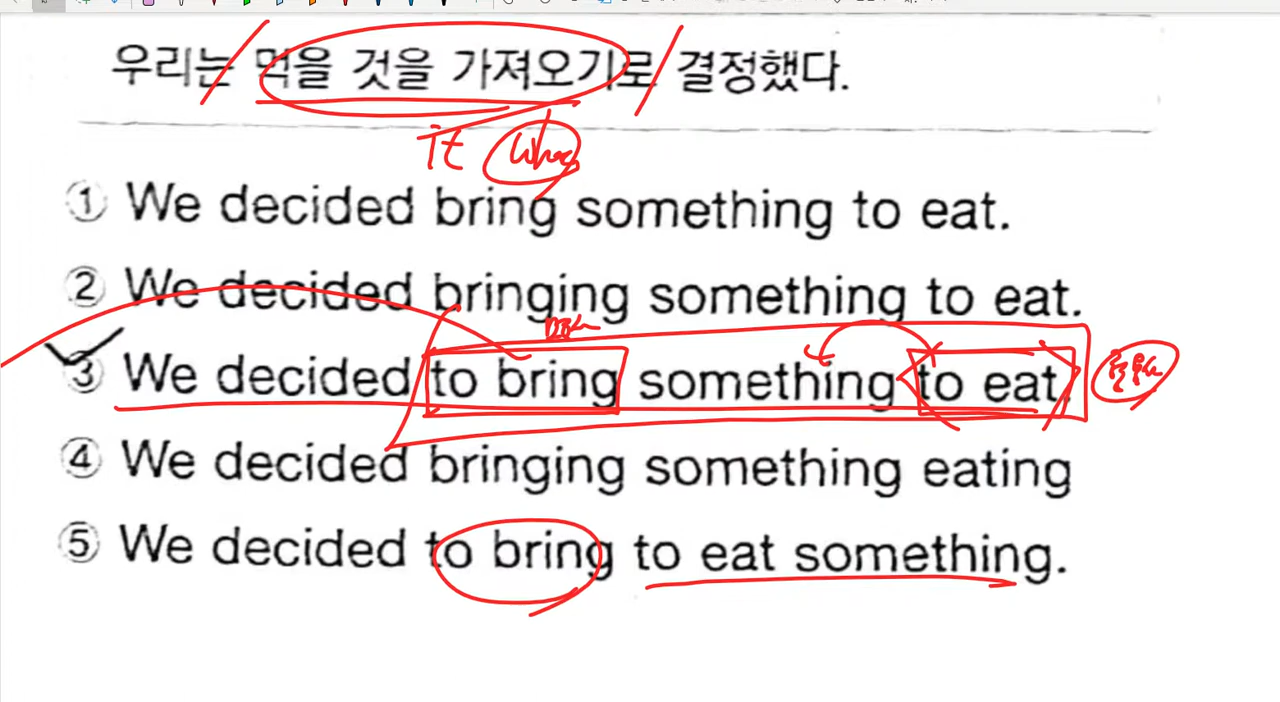 우리는 먹을 것을 가져오기로 결정했다.
it what
① We decided bring something to eat.
② We decided bringing something to eat.
③ We decided to bring something to eat.
④ We decided bringing something eating
⑤ We decided to bring to eat something.